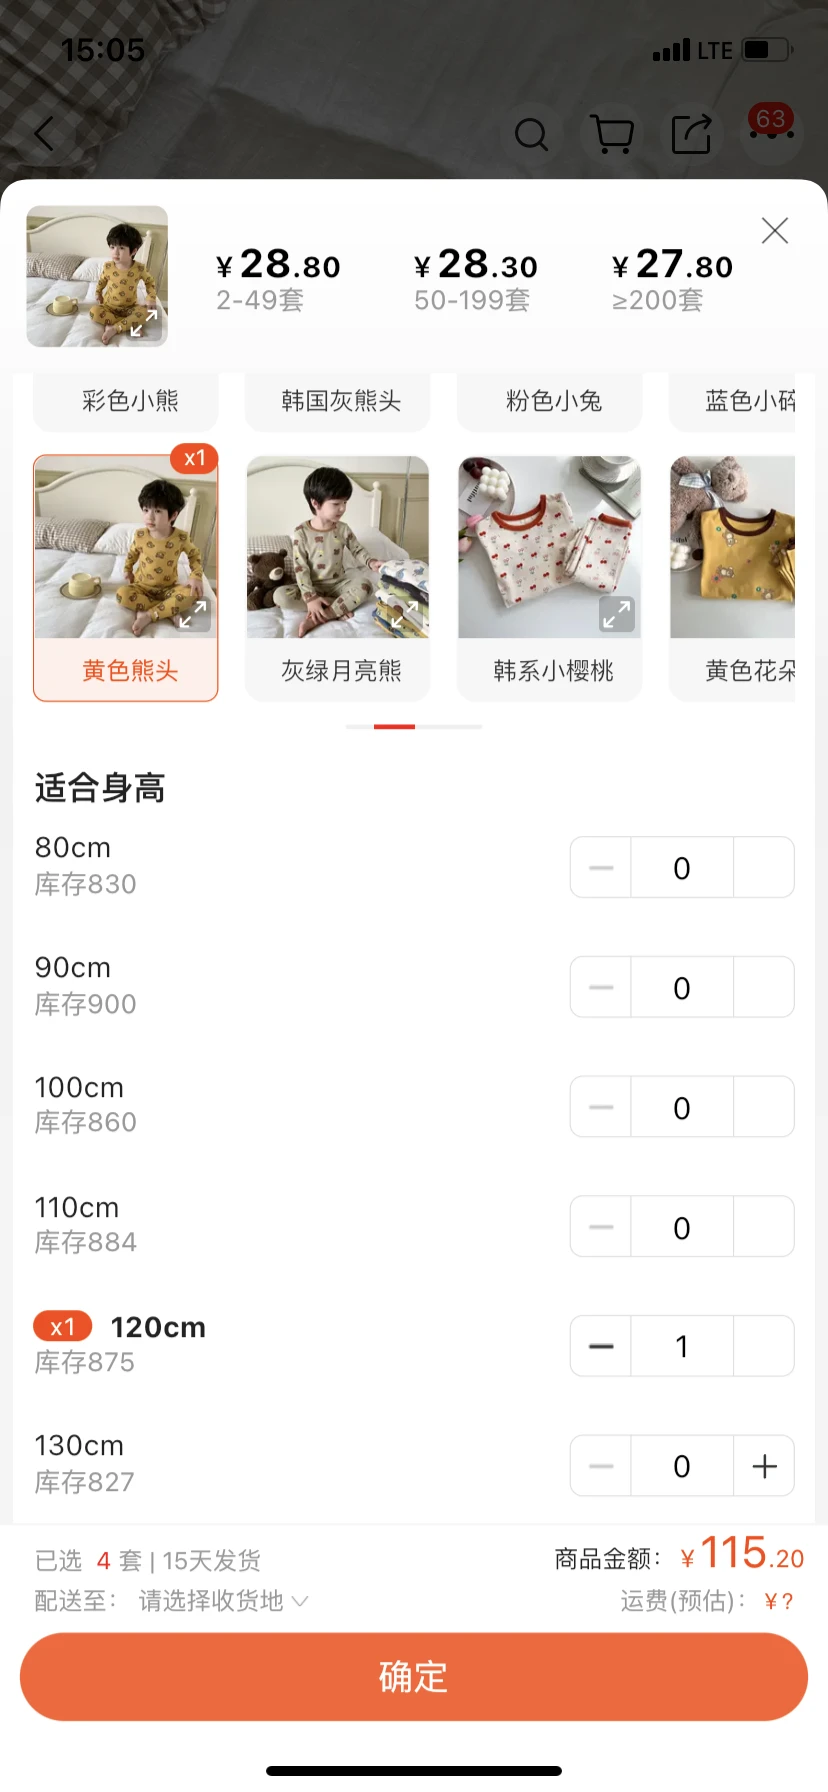 15:05
LTE
63
¥28.80
¥28.30
¥27.80
2-49套
50-199套
≥200套
彩色小熊
韩国灰熊头
粉色小兔
蓝色小碎
x1
黄色熊头
灰绿月亮熊
韩系小樱桃
黄色花朵
适合身高
80cm
库存830
0
90cm
库存900
0
100cm
库存860
0
110cm
库存884
0
x1 120cm
库存875
1
130cm
库存827
0
已选 4 套 | 15天发货
商品金额: ¥115.20
配送至: 请选择收货地
运费(预估): ¥?
确定